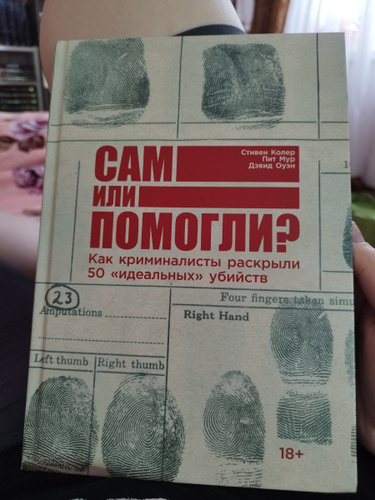 Стивен Колер
Пит Мур
Дэвид Оуэн
САМ
ИЛИ
ПОМОГЛИ?
Как криминалисты раскрыли
50 «идеальных» убийств
23
Four fingers taken simu
Amputations
Right Hand
Left thumb
Right thumb
18+